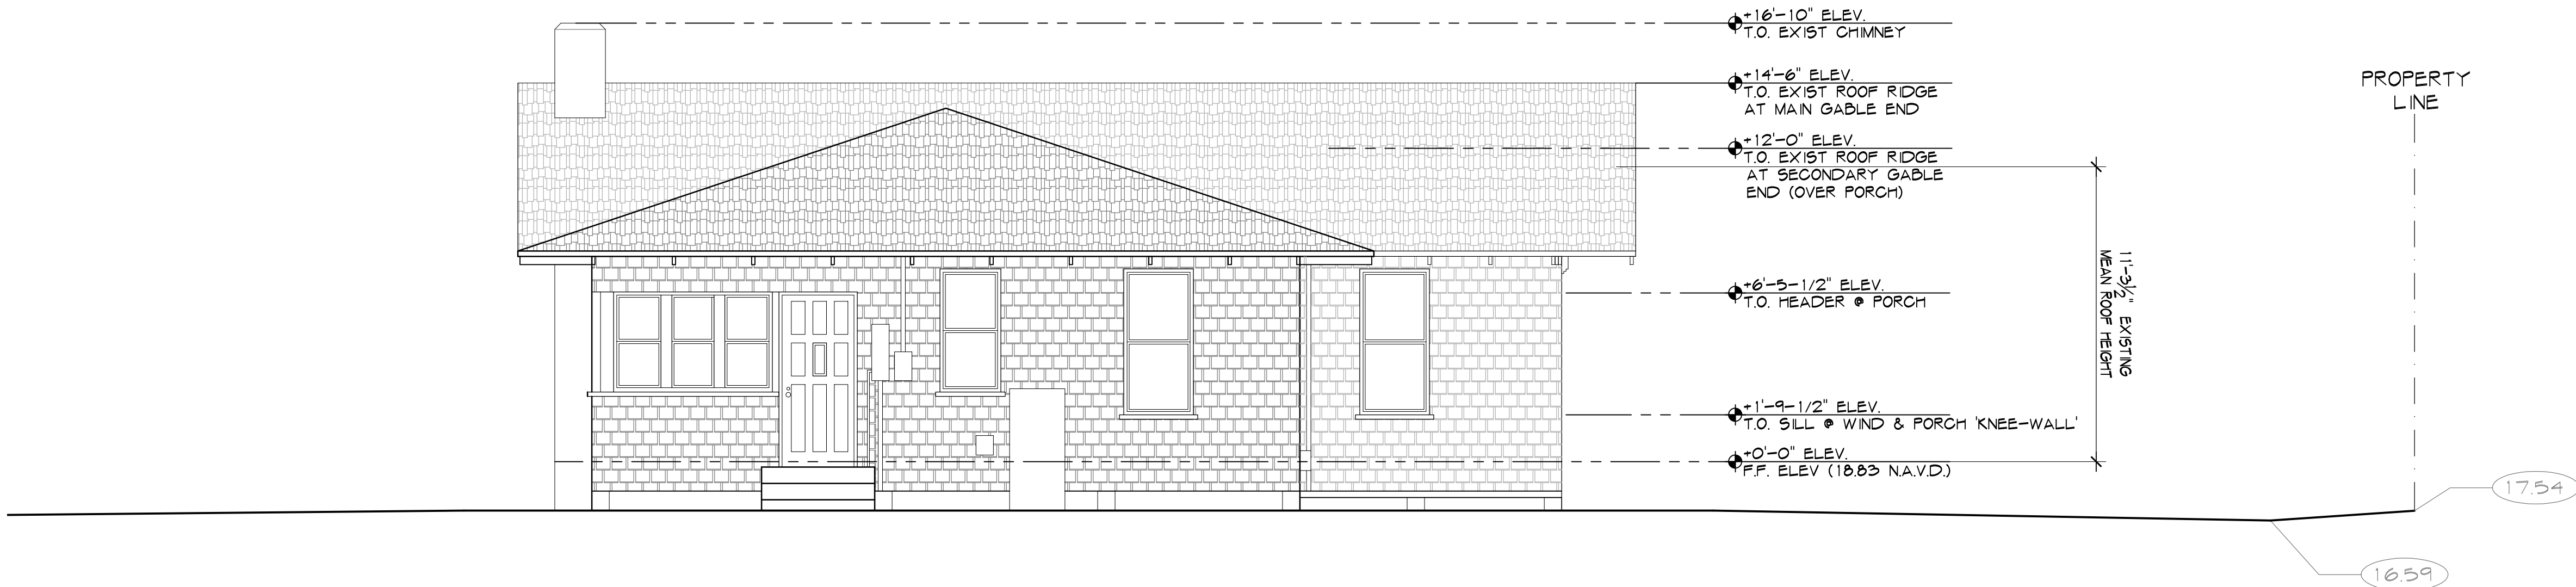 +16'-10" ELEV.
T.O. EXIST CHIMNEY
+14'-6" ELEV.
T.O. EXIST ROOF RIDGE
AT MAIN GABLE END
+12'-0" ELEV.
T.O. EXIST ROOF RIDGE
AT SECONDARY GABLE
END (OVER PORCH)
+6'-5-1/2" ELEV.
T.O. HEADER @ PORCH
+1'-9-1/2" ELEV.
T.O. SILL @ WIND & PORCH 'KNEE-WALL'
+0'-0" ELEV.
F.F. ELEV (18.83 N.A.V.D.)
11'-3½" EXISTING
MEAN ROOF HEIGHT
PROPERTY
LINE
17.54
16.59